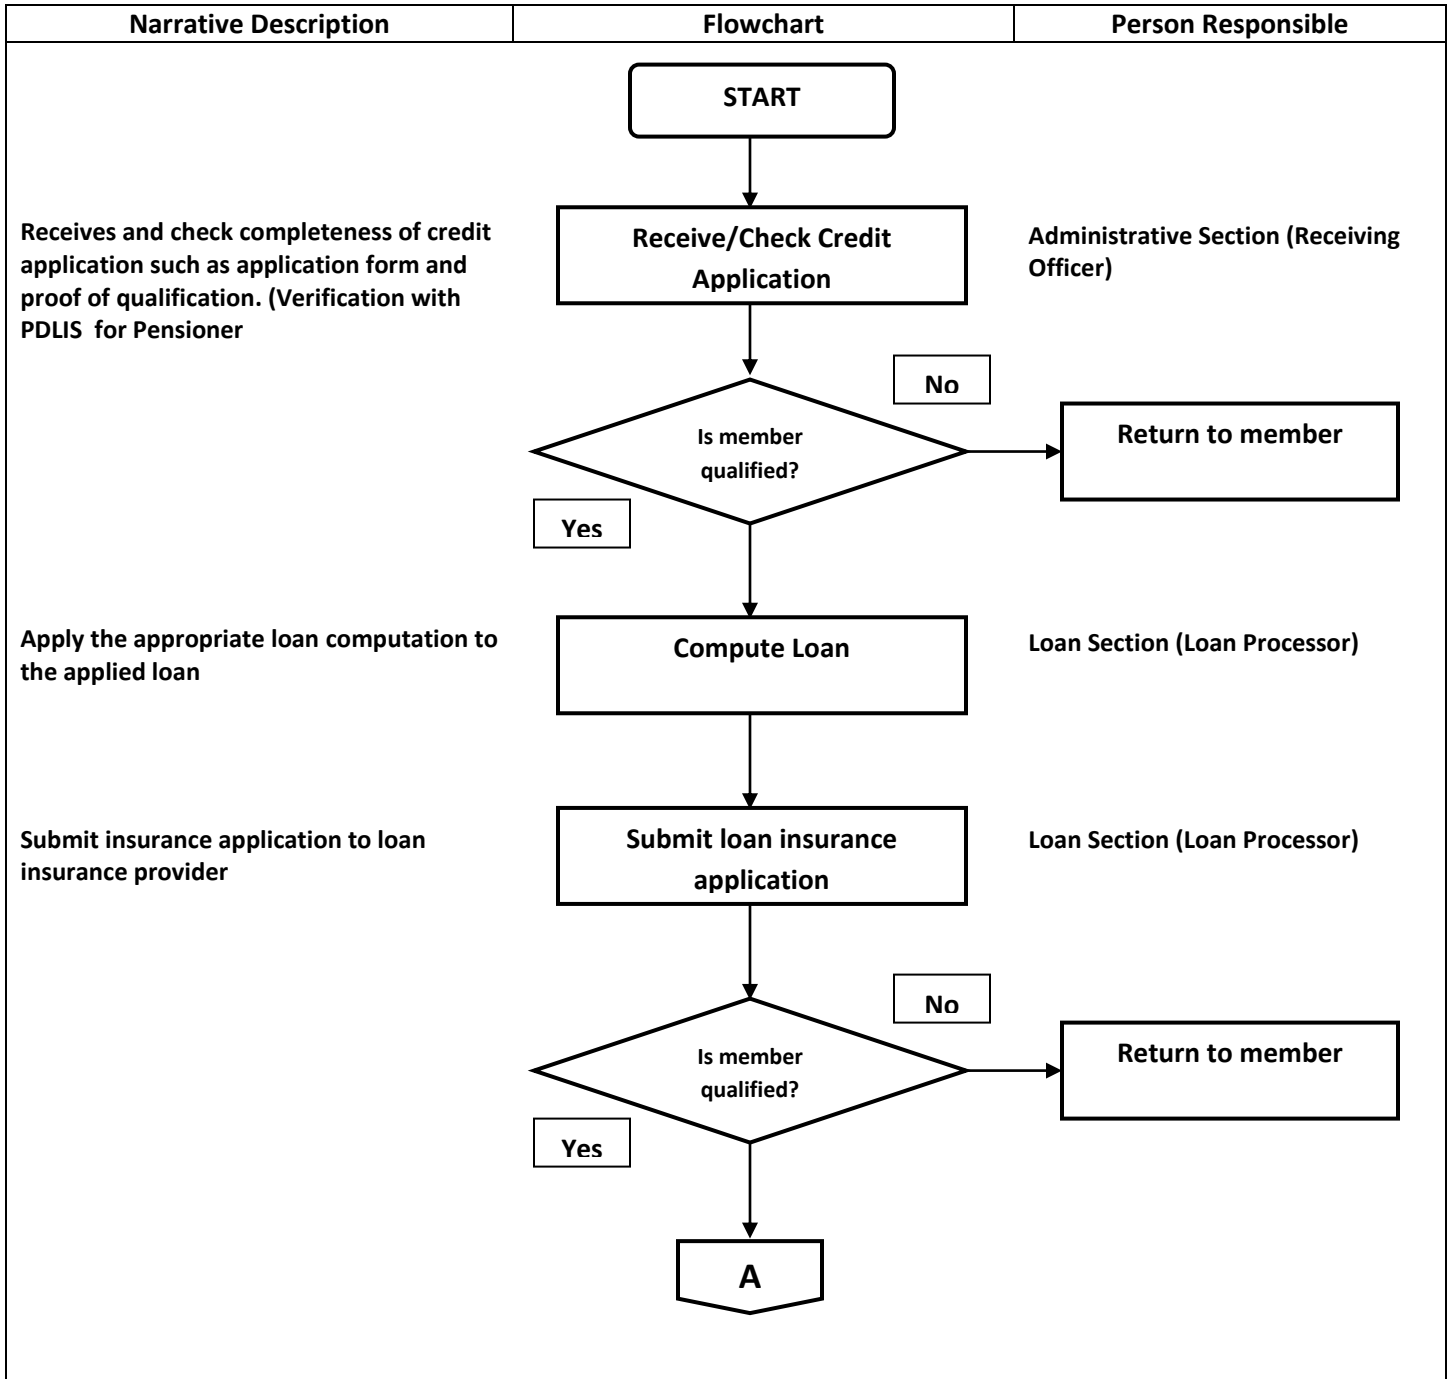 Narrative Description
Flowchart
Person Responsible
START
Receives and check completeness of credit
application such as application form and
proof of qualification. (Verification with
PDLIS  for Pensioner
Receive/Check Credit
Application
Administrative Section (Receiving
Officer)
No
Is member
qualified?
Return to member
Yes
Apply the appropriate loan computation to
the applied loan
Compute Loan
Loan Section (Loan Processor)
Submit insurance application to loan
insurance provider
Submit loan insurance
application
Loan Section (Loan Processor)
No
Is member
qualified?
Return to member
Yes
A